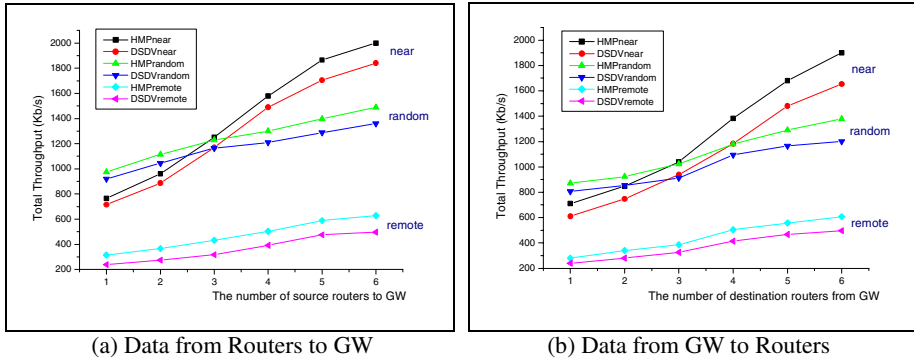 2000
1800
1600
1400
1200
1000
800
600
400
200
Total Throughput (Kb/s)
HMPnear
DSDVnear
HMPrandom
DSDVrandom
HMPremote
DSDVremote
near
random
remote
1 2 3 4 5 6
The number of source routers to GW
(a) Data from Routers to GW
2000
1800
1600
1400
1200
1000
800
600
400
200
Total Throughput (Kb/s)
HMPnear
DSDVnear
HMPrandom
DSDVrandom
HMPremote
DSDVremote
near
random
remote
1 2 3 4 5 6
The number of destination routers from GW
(b) Data from GW to Routers